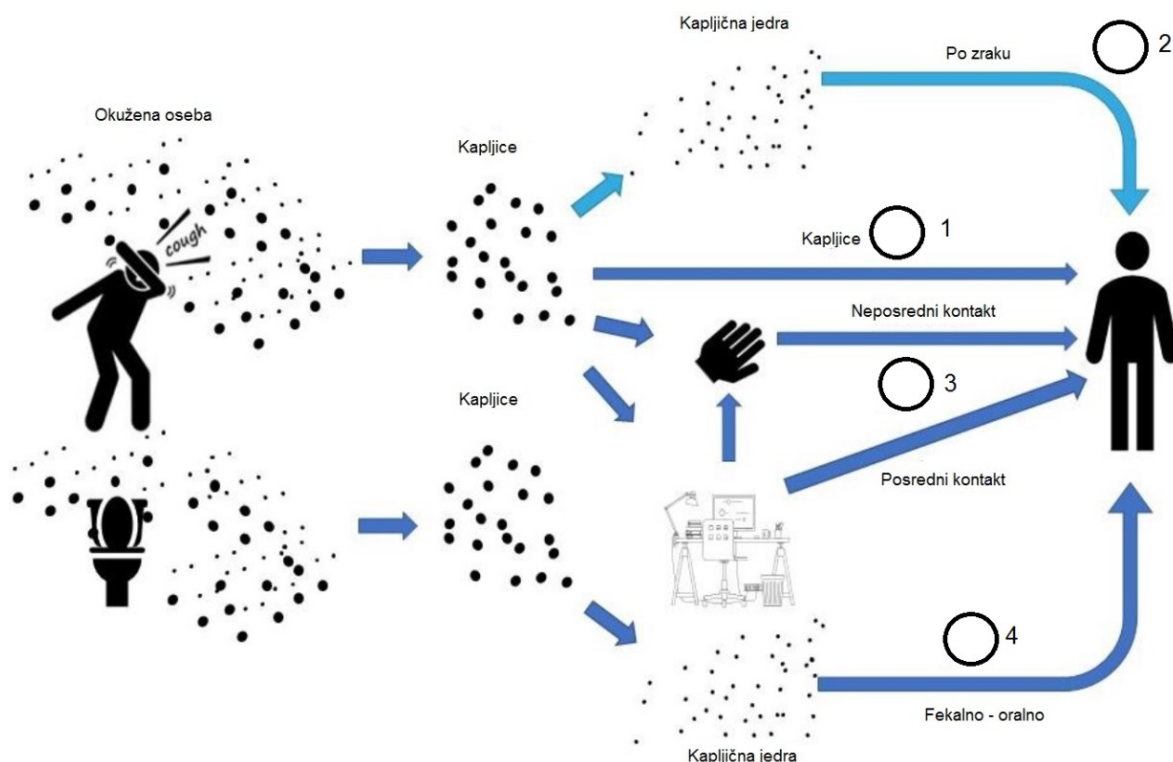 Kapljična jedra
Po zraku
2
Okužena oseba
Kapljice
cough
1
Kapljice
Neposredni kontakt
3
Kapljice
Posredni kontakt
4
Fekalno - oralno
Kapljična jedra